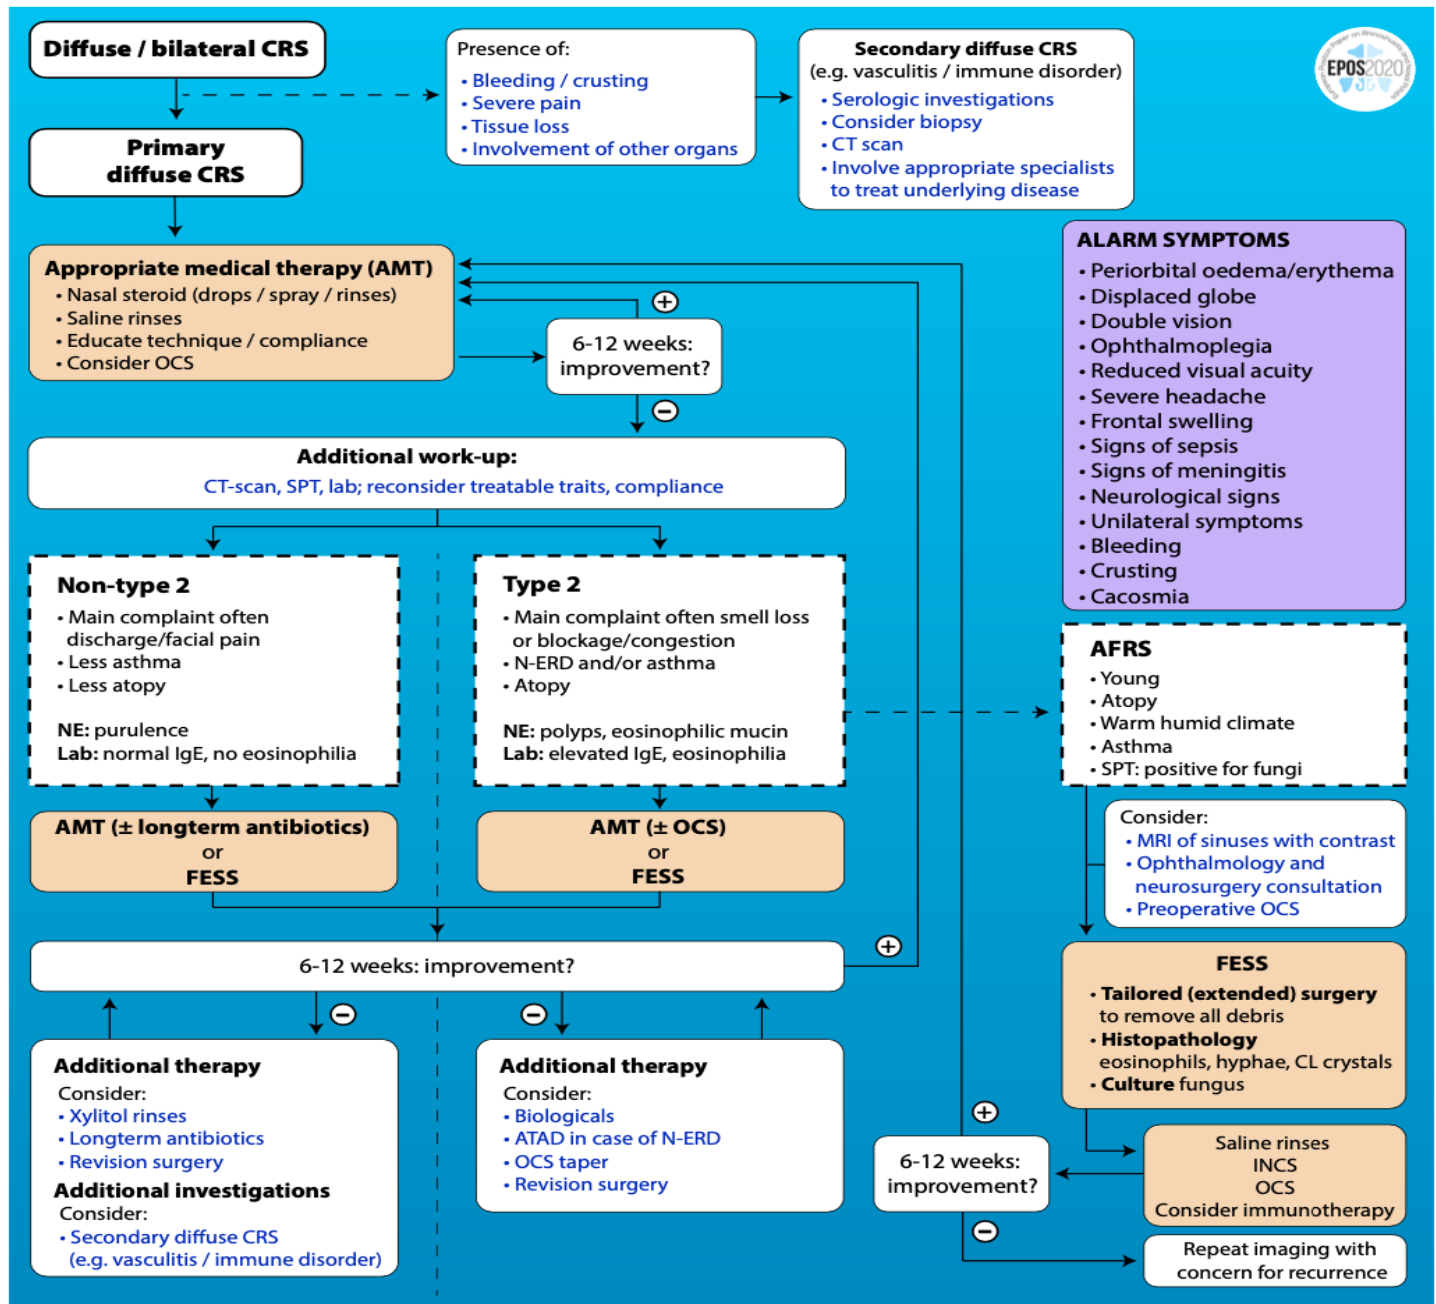 Diffuse / bilateral CRS
Presence of:
• Bleeding / crusting
• Severe pain
• Tissue loss
• Involvement of other organs
Secondary diffuse CRS
(e.g. vasculitis / immune disorder)
• Serologic investigations
• Consider biopsy
• CT scan
• Involve appropriate specialists
to treat underlying disease
EPOS2020
Primary
diffuse CRS
Appropriate medical therapy (AMT)
• Nasal steroid (drops / spray / rinses)
• Saline rinses
• Educate technique / compliance
• Consider OCS
+
6-12 weeks:
improvement?
−
ALARM SYMPTOMS
• Periorbital oedema/erythema
• Displaced globe
• Double vision
• Ophthalmoplegia
• Reduced visual acuity
• Severe headache
• Frontal swelling
• Signs of sepsis
• Signs of meningitis
• Neurological signs
• Unilateral symptoms
• Bleeding
• Crusting
• Cacosmia
Additional work-up:
CT-scan, SPT, lab; reconsider treatable traits, compliance
Non-type 2
• Main complaint often
discharge/facial pain
• Less asthma
• Less atopy
NE: purulence
Lab: normal IgE, no eosinophilia
Type 2
• Main complaint often smell loss
or blockage/congestion
• N-ERD and/or asthma
• Atopy
NE: polyps, eosinophilic mucin
Lab: elevated IgE, eosinophilia
AFRS
• Young
• Atopy
• Warm humid climate
• Asthma
• SPT: positive for fungi
AMT (± longterm antibiotics)
or
FESS
AMT (± OCS)
or
FESS
Consider:
• MRI of sinuses with contrast
• Ophthalmology and
neurosurgery consultation
• Preoperative OCS
6-12 weeks: improvement?
+
−
−
FESS
• Tailored (extended) surgery
to remove all debris
• Histopathology
eosinophils, hyphae, CL crystals
• Culture fungus
Additional therapy
Consider:
• Xylitol rinses
• Longterm antibiotics
• Revision surgery
Additional investigations
Consider:
• Secondary diffuse CRS
(e.g. vasculitis / immune disorder)
Additional therapy
Consider:
• Biologicals
• ATAD in case of N-ERD
• OCS taper
• Revision surgery
+
6-12 weeks:
improvement?
−
Saline rinses
INCS
OCS
Consider immunotherapy
Repeat imaging with
concern for recurrence